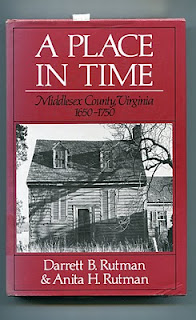 A PLACE
IN TIME
Middlesex County, Virginia
1650-1750
Darrett B. Rutman
& Anita H. Rutman